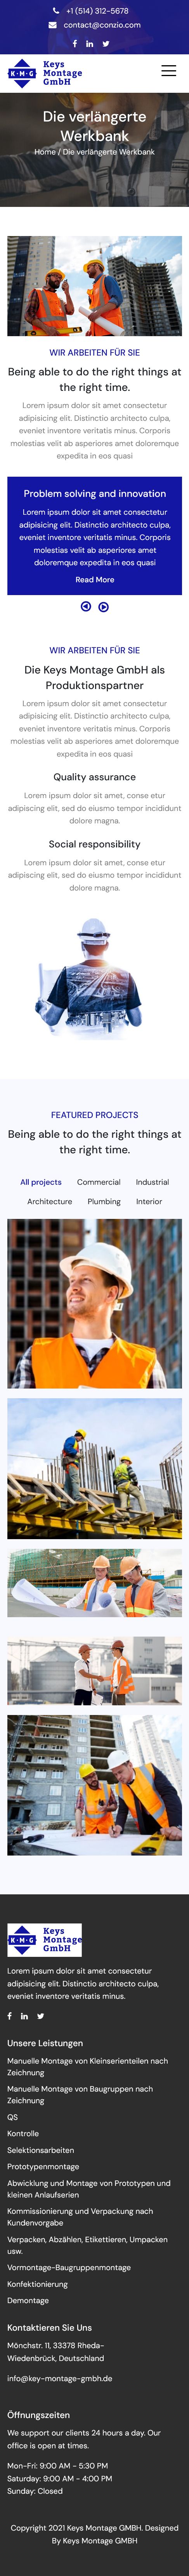 +1 (514) 312-5678
contact@conzio.com
K·M·G
Keys
Montage
GmbH
Die verlängerte
Werkbank
Home / Die verlängerte Werkbank
WIR ARBEITEN FÜR SIE
Being able to do the right things at
the right time.
Lorem ipsum dolor sit amet consectetur
adipisicing elit. Distinctio architecto culpa,
eveniet inventore veritatis minus. Corporis
molestias velit ab asperiores amet doloremque
expedita in eos quasi
Problem solving and innovation
Lorem ipsum dolor sit amet consectetur
adipisicing elit. Distinctio architecto culpa,
eveniet inventore veritatis minus. Corporis
molestias velit ab asperiores amet
doloremque expedita in eos quasi
Read More
WIR ARBEITEN FÜR SIE
Die Keys Montage GmbH als
Produktionspartner
Lorem ipsum dolor sit amet consectetur
adipisicing elit. Distinctio architecto culpa,
eveniet inventore veritatis minus. Corporis
molestias velit ab asperiores amet doloremque
expedita in eos quasi
Quality assurance
Lorem ipsum dolor sit amet, conse ctetur
adipiscing elit, sed do eiusmo tempor incididunt
dolore magna.
Social responsibility
Lorem ipsum dolor sit amet, conse ctetur
adipiscing elit, sed do eiusmo tempor incididunt
dolore magna.
FEATURED PROJECTS
Being able to do the right things at
the right time.
All projects Commercial Industrial
Architecture Plumbing Interior
K·M·G
Keys
Montage
GmbH
Lorem ipsum dolor sit amet consectetur
adipisicing elit. Distinctio architecto culpa,
eveniet inventore veritatis minus.
Unsere Leistungen
Manuelle Montage von Kleinserienteilen nach
Zeichnung
Manuelle Montage von Baugruppen nach
Zeichnung
QS
Kontrolle
Selektionsarbeiten
Prototypenmontage
Abwicklung und Montage von Prototypen und
kleinen Anlaufserien
Kommissionierung und Verpackung nach
Kundenvorgabe
Verpacken, Abzählen, Etikettieren, Umpacken
usw.
Vormontage-Baugruppenmontage
Konfektionierung
Demontage
Kontaktieren Sie Uns
Mönchstr. 11, 33378 Rheda-
Wiedenbrück, Deutschland
info@key-montage-gmbh.de
Öffnungszeiten
We support our clients 24 hours a day. Our
office is open at times.
Mon-Fri: 9:00 AM - 5:30 PM
Saturday: 9:00 AM - 4:00 PM
Sunday: Closed
Copyright 2021 Keys Montage GMBH. Designed
By Keys Montage GMBH